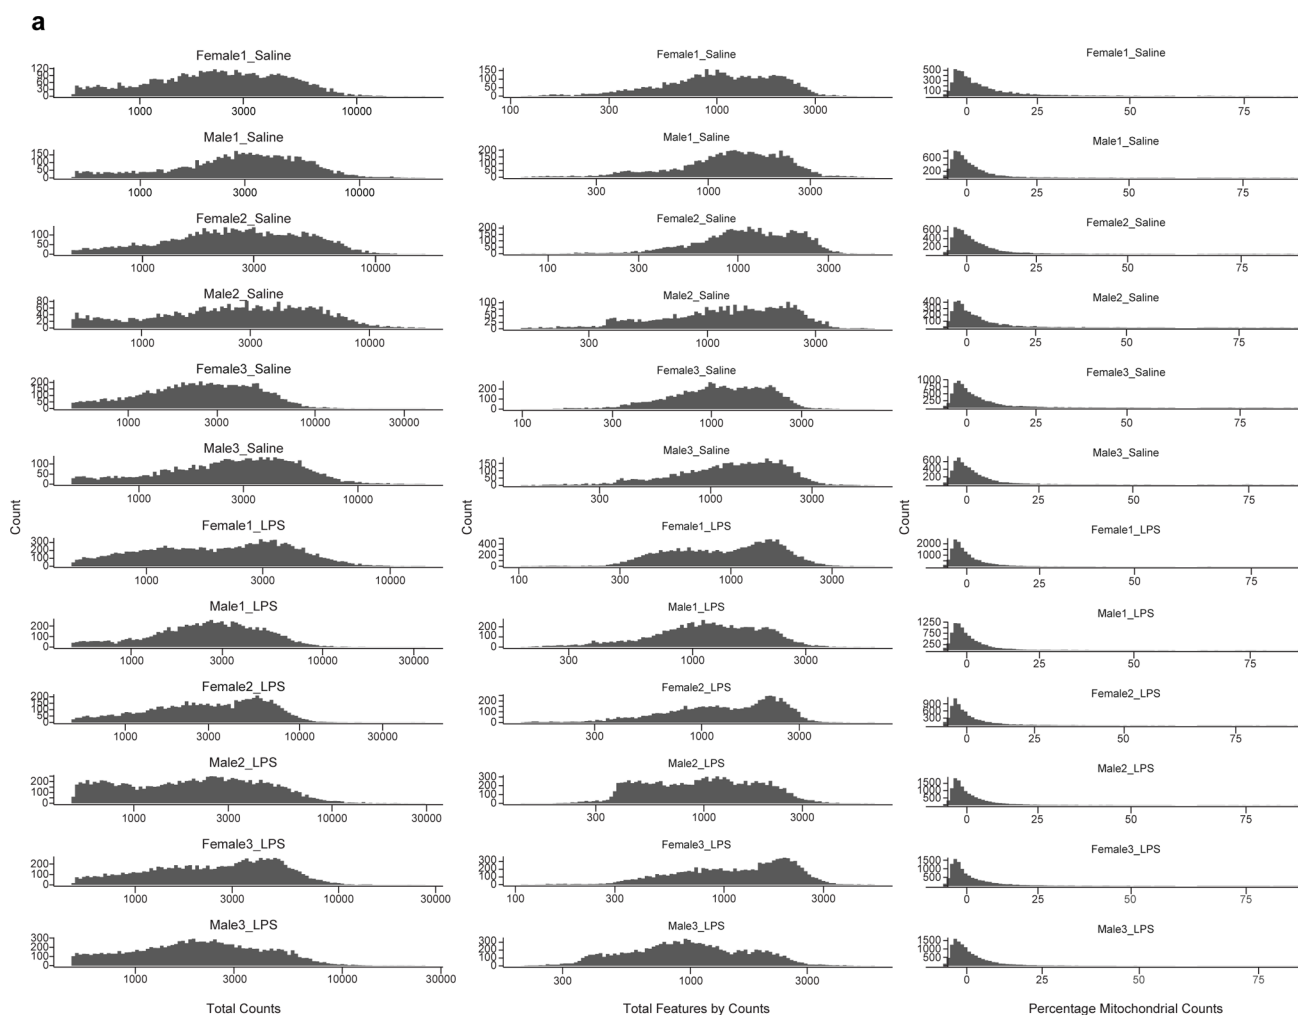 a
Female1_Saline Female1_Saline Female1_Saline
120 90 60 30 0 150 100 50 0 500 300 100
1000 3000 10000 100 300 1000 3000 0 25 50 75
Male1_Saline Male1_Saline Male1_Saline
150 100 50 0 200 150 100 50 0 600 200
1000 3000 10000 300 1000 3000 0 25 50 75
Female2_Saline Female2_Saline Female2_Saline
100 50 0 200 150 100 50 0 600 400 200
1000 3000 10000 100 300 1000 3000 0 25 50 75
Male2_Saline Male2_Saline Male2_Saline
80 60 40 20 0 100 75 50 25 0 400 300 200 100
1000 3000 10000 300 1000 3000 0 25 50 75
Female3_Saline Female3_Saline Female3_Saline
200 150 100 50 0 200 100 0 1000 750 500 250
1000 3000 10000 30000 100 300 1000 3000 0 25 50 75
Male3_Saline Male3_Saline Male3_Saline
100 50 0 150 100 50 0 600 400 200
1000 3000 10000 300 1000 3000 0 25 50 75
Count Count Count
Female1_LPS Female1_LPS Female1_LPS
300 200 100 0 400 200 0 2000 1000
1000 3000 10000 100 300 1000 3000 0 25 50 75
Male1_LPS Male1_LPS Male1_LPS
200 100 0 200 100 0 1250 750 250
1000 3000 10000 30000 300 1000 3000 0 25 50 75
Female2_LPS Female2_LPS Female2_LPS
200 150 100 50 0 200 100 0 900 600 300
1000 3000 10000 30000 300 1000 3000 0 25 50 75
Male2_LPS Male2_LPS Male2_LPS
200 100 0 300 200 100 0 1500 1000 500
1000 3000 10000 30000 300 1000 3000 0 25 50 75
Female3_LPS Female3_LPS Female3_LPS
200 100 0 300 200 100 0 1500 1000 500
1000 3000 10000 30000 100 300 1000 3000 0 25 50 75
Male3_LPS Male3_LPS Male3_LPS
300 200 100 0 300 200 100 0 1500 1000 500
1000 3000 10000 30000 300 1000 3000 0 25 50 75
Total Counts Total Features by Counts Percentage Mitochondrial Counts